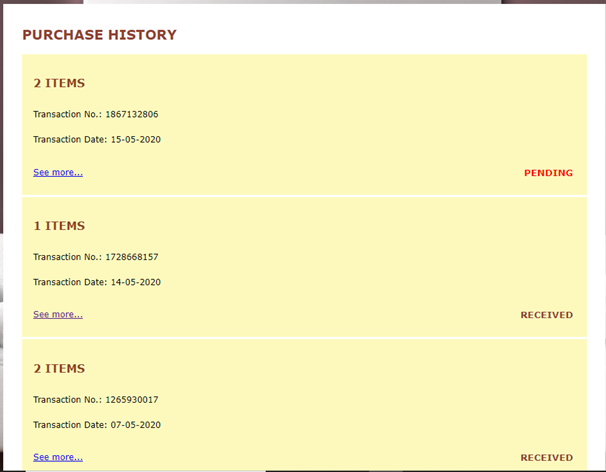 PURCHASE HISTORY
2 ITEMS
Transaction No.: 1867132806
Transaction Date: 15-05-2020
See more...
PENDING
1 ITEMS
Transaction No.: 1728668157
Transaction Date: 14-05-2020
See more...
RECEIVED
2 ITEMS
Transaction No.: 1265930017
Transaction Date: 07-05-2020
See more...
RECEIVED